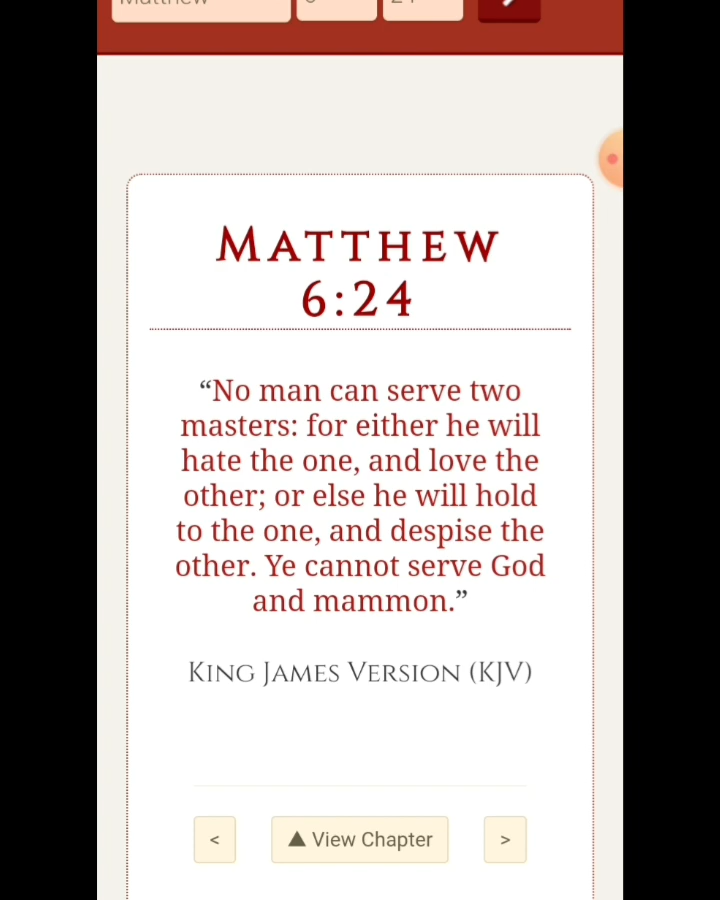 Matthew
MATTHEW
6:24
“No man can serve two
masters: for either he will
hate the one, and love the
other; or else he will hold
to the one, and despise the
other. Ye cannot serve God
and mammon.”
KING JAMES VERSION (KJV)
< ▲ View Chapter >